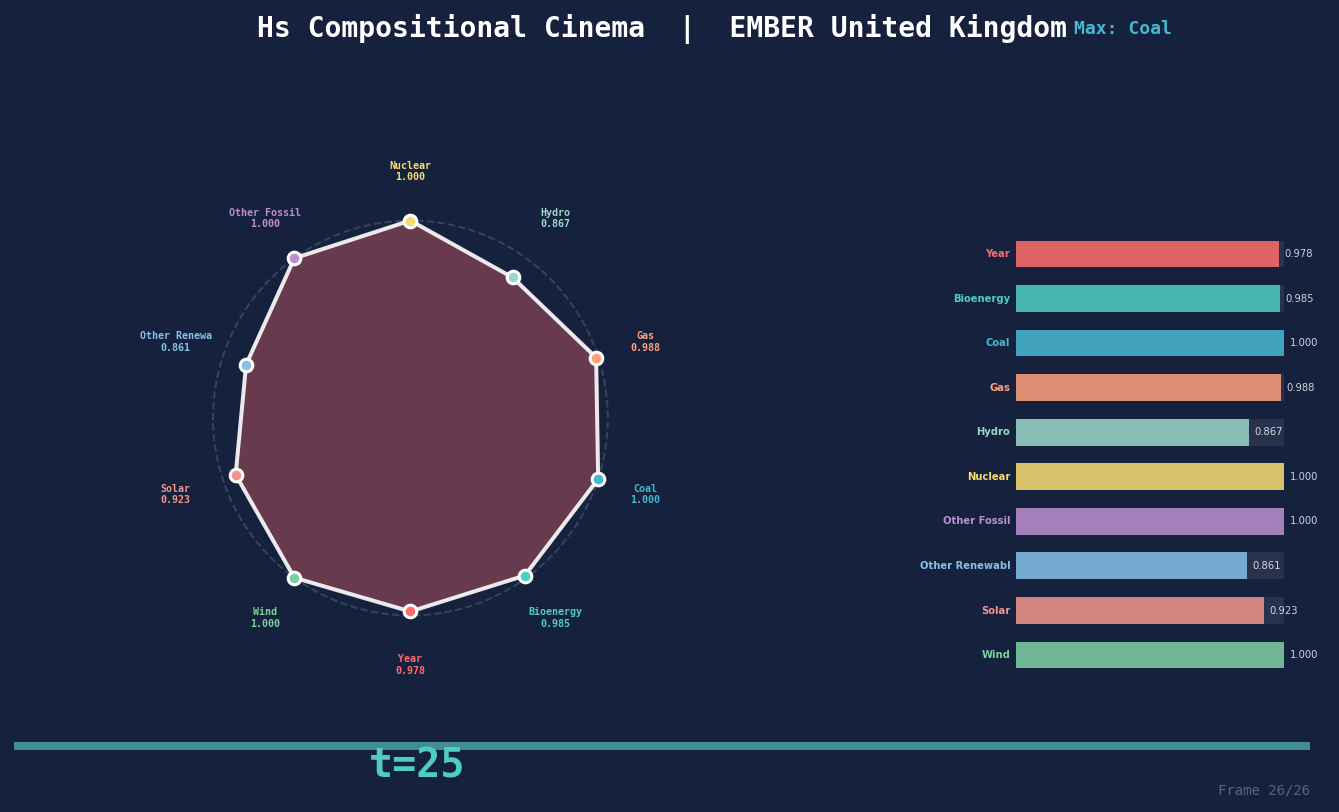 Hs Compositional Cinema | EMBER United Kingdom Max: Coal
Nuclear
1.000
Other Fossil
1.000
Hydro
0.867
Other Renewa
0.861
Gas
0.988
Solar
0.923
Coal
1.000
Wind
1.000
Bioenergy
0.985
Year
0.978
Year 0.978
Bioenergy 0.985
Coal 1.000
Gas 0.988
Hydro 0.867
Nuclear 1.000
Other Fossil 1.000
Other Renewabl 0.861
Solar 0.923
Wind 1.000
t=25
Frame 26/26